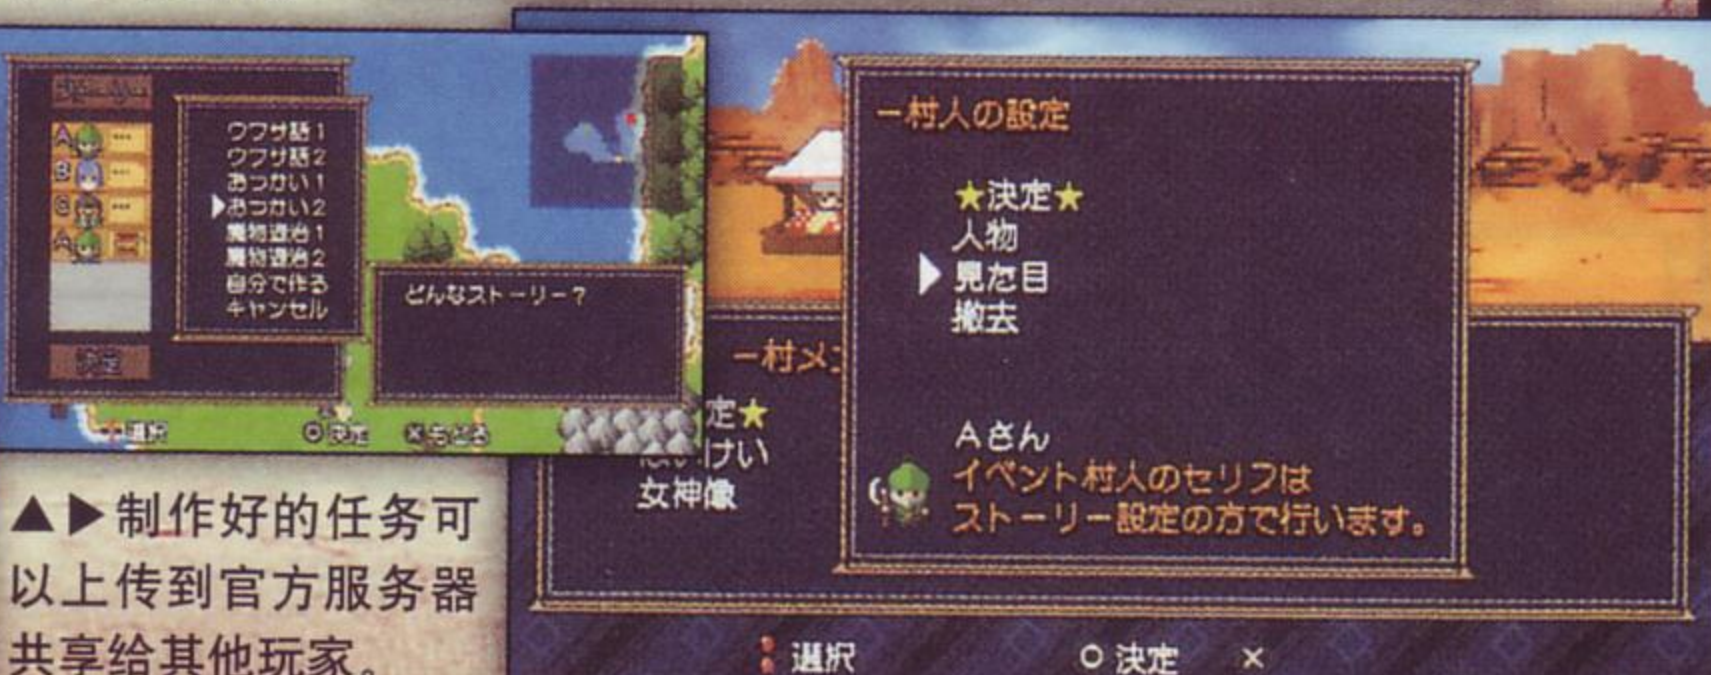 A
B
C
A
ウワサ話1
ウワサ話2
おつかい1
おつかい2
魔物退治1
魔物退治2
自分で作る
キャンセル
決定
どんなストーリー？
選択 ○決定 ×もどる
▲▶制作好的任务可
以上传到官方服务器
共享给其他玩家。
ー村人の設定
★決定★
人物
見た目
撤去
Aさん
イベント村人のセリフは
ストーリー設定の方で行います。
ー村メ
定★
けい
女神像
選択 ○決定 ×